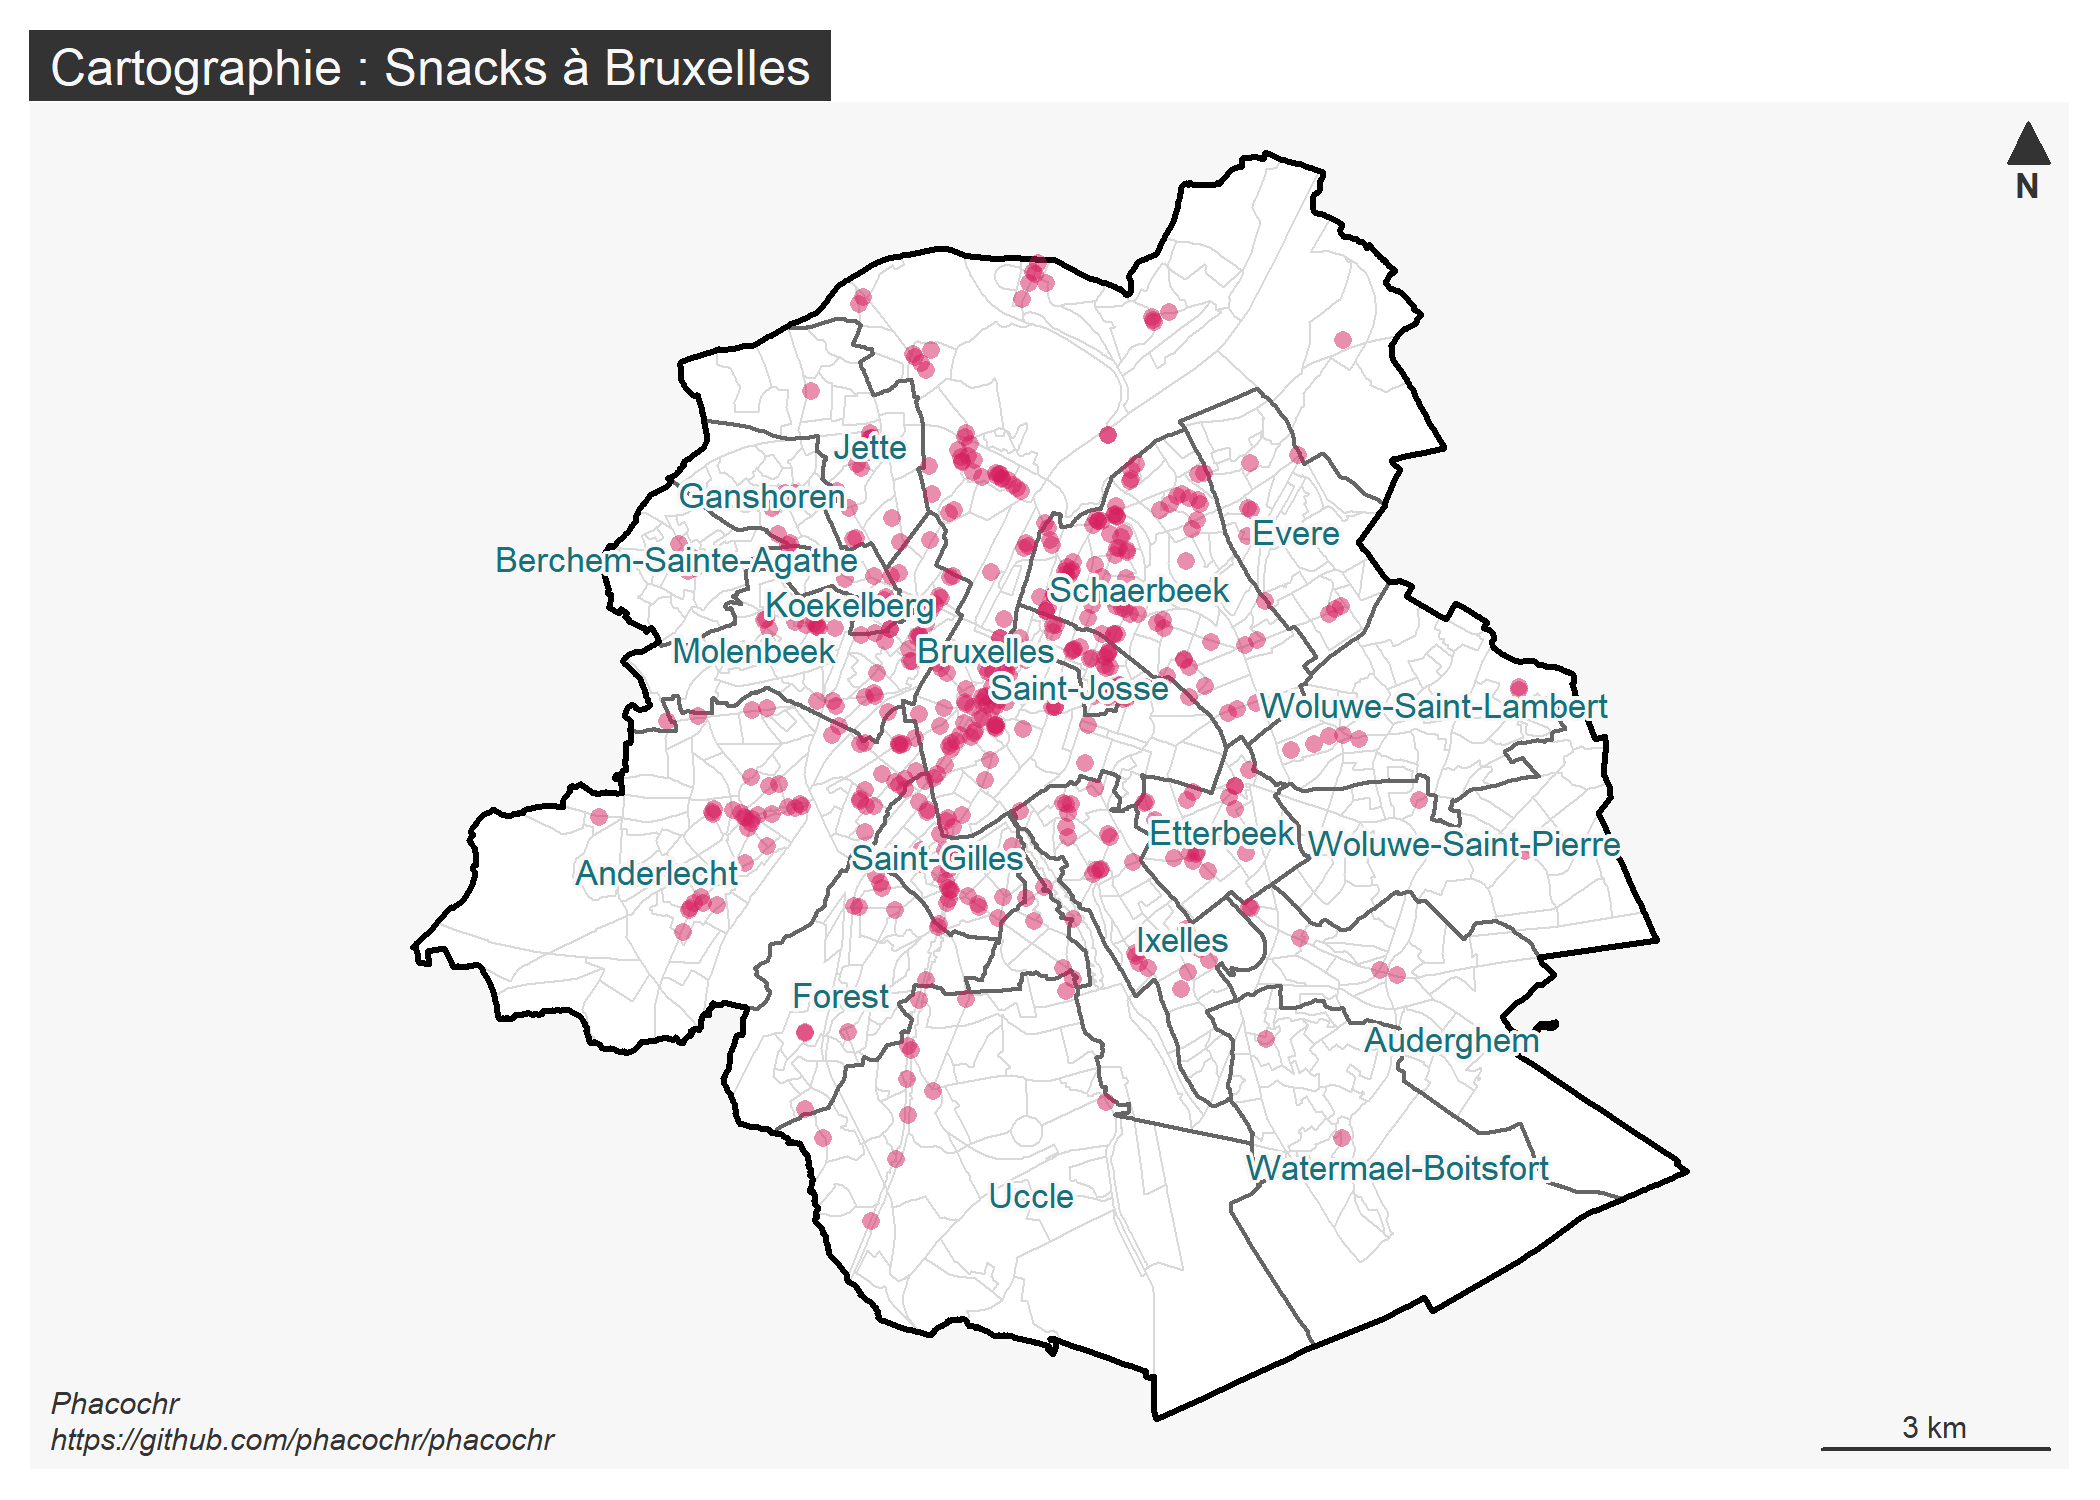 Cartographie : Snacks à Bruxelles
N
Jette
Ganshoren
Evere
Berchem-Sainte-Agathe
Schaerbeek
Koekelberg
Molenbeek
Bruxelles
Saint-Josse
Woluwe-Saint-Lambert
Etterbeek
Woluwe-Saint-Pierre
Saint-Gilles
Anderlecht
Ixelles
Forest
Auderghem
Watermael-Boitsfort
Uccle
Phacochr
https://github.com/phacochr/phacochr
3 km